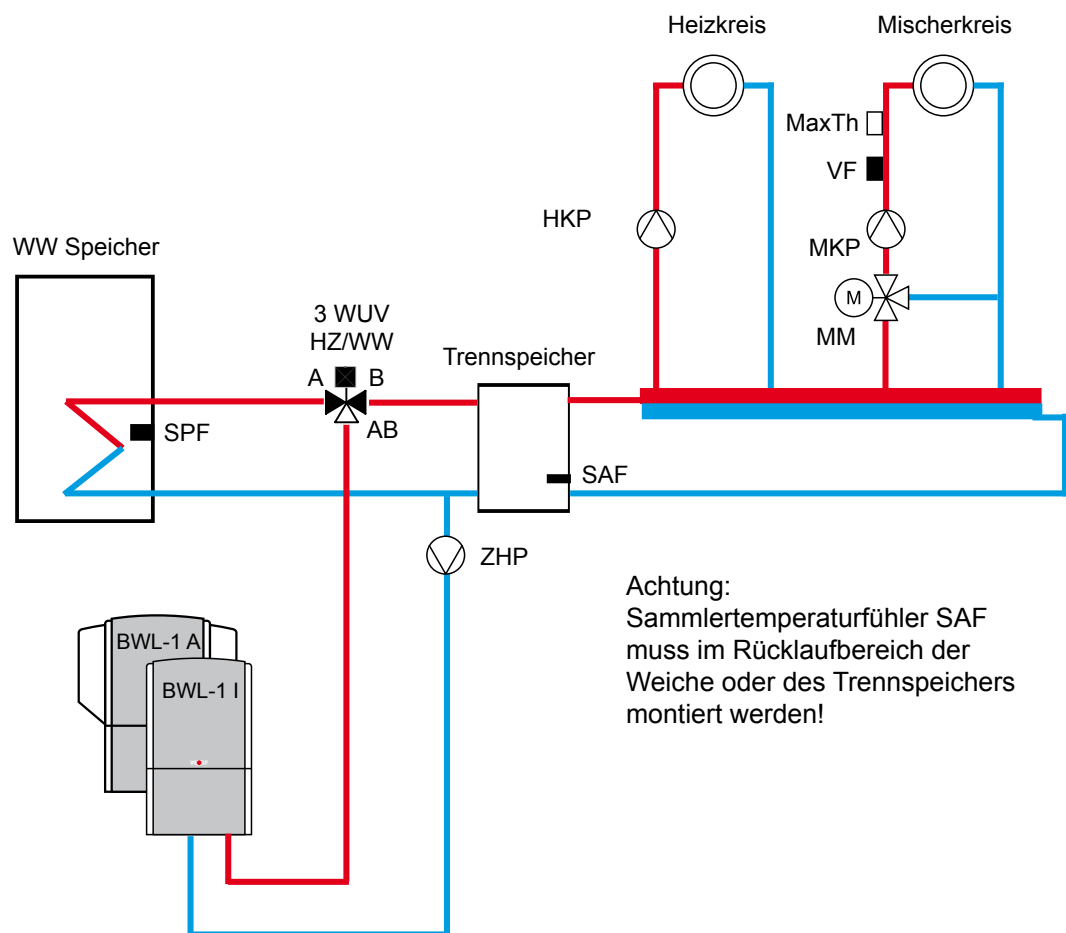 Heizkreis
Mischerkreis
MaxTh
VF
HKP
MKP
WW Speicher
M
3 WUV
HZ/WW
MM
Trennspeicher
A
B
AB
SPF
SAF
ZHP
Achtung:
Sammlertemperaturfühler SAF
muss im Rücklaufbereich der
Weiche oder des Trennspeichers
montiert werden!
BWL-1 A
BWL-1 I